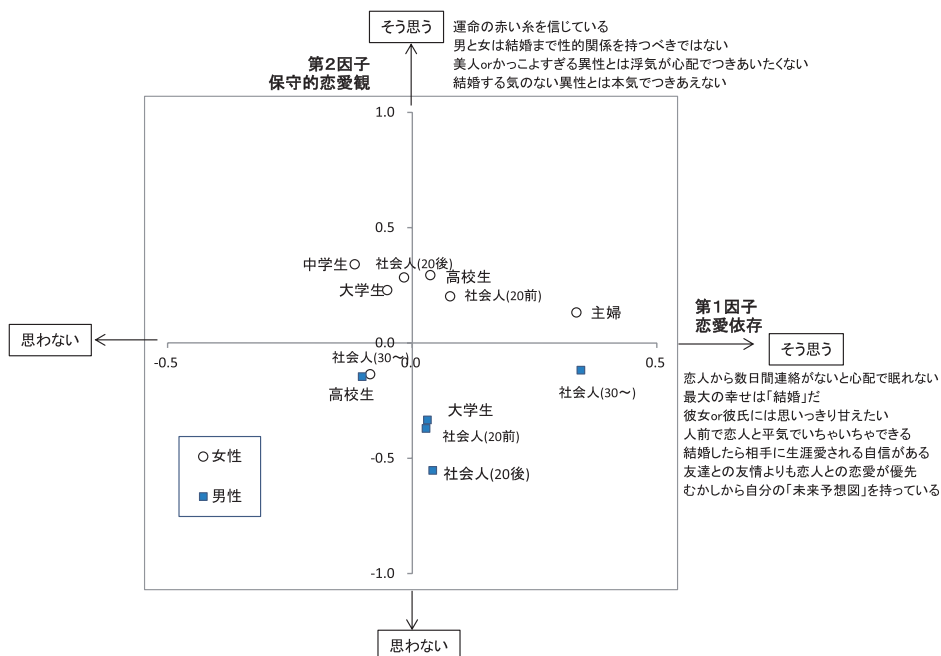 そう思う
運命の赤い糸を信じている
男と女は結婚まで性的関係を持つべきではない
美人orかっこよすぎる異性とは浮気が心配でつきあいたくない
結婚する気のない異性とは本気でつきあえない
第2因子
保守的恋愛観
1.0
0.5
中学生
社会人(20後)
高校生
大学生
社会人(20前)
主婦
第1因子
恋愛依存
思わない
0.0
そう思う
-0.5
0.0
0.5
社会人(30～)
高校生
社会人(30～)
大学生
社会人(20前)
社会人(20後)
-0.5
-1.0
女性
男性
恋人から数日間連絡がないと心配で眠れない
最大の幸せは「結婚」だ
彼女or彼氏には思いっきり甘えたい
人前で恋人と平気でいちゃいちゃできる
結婚したら相手に生涯愛される自信がある
友達との友情よりも恋人との恋愛が優先
むかしから自分の「未来予想図」を持っている
思わない